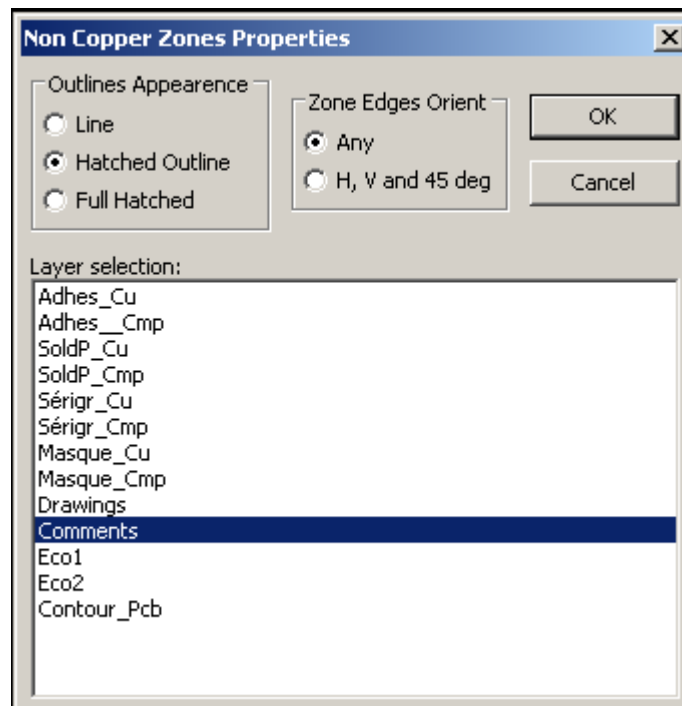 Non Copper Zones Properties
Outlines Appearence
Line
Hatched Outline
Full Hatched
Zone Edges Orient
Any
H, V and 45 deg
OK
Cancel
Layer selection:
Adhes_Cu
Adhes__Cmp
SoldP_Cu
SoldP_Cmp
Sérigr_Cu
Sérigr_Cmp
Masque_Cu
Masque_Cmp
Drawings
Comments
Eco1
Eco2
Contour_Pcb